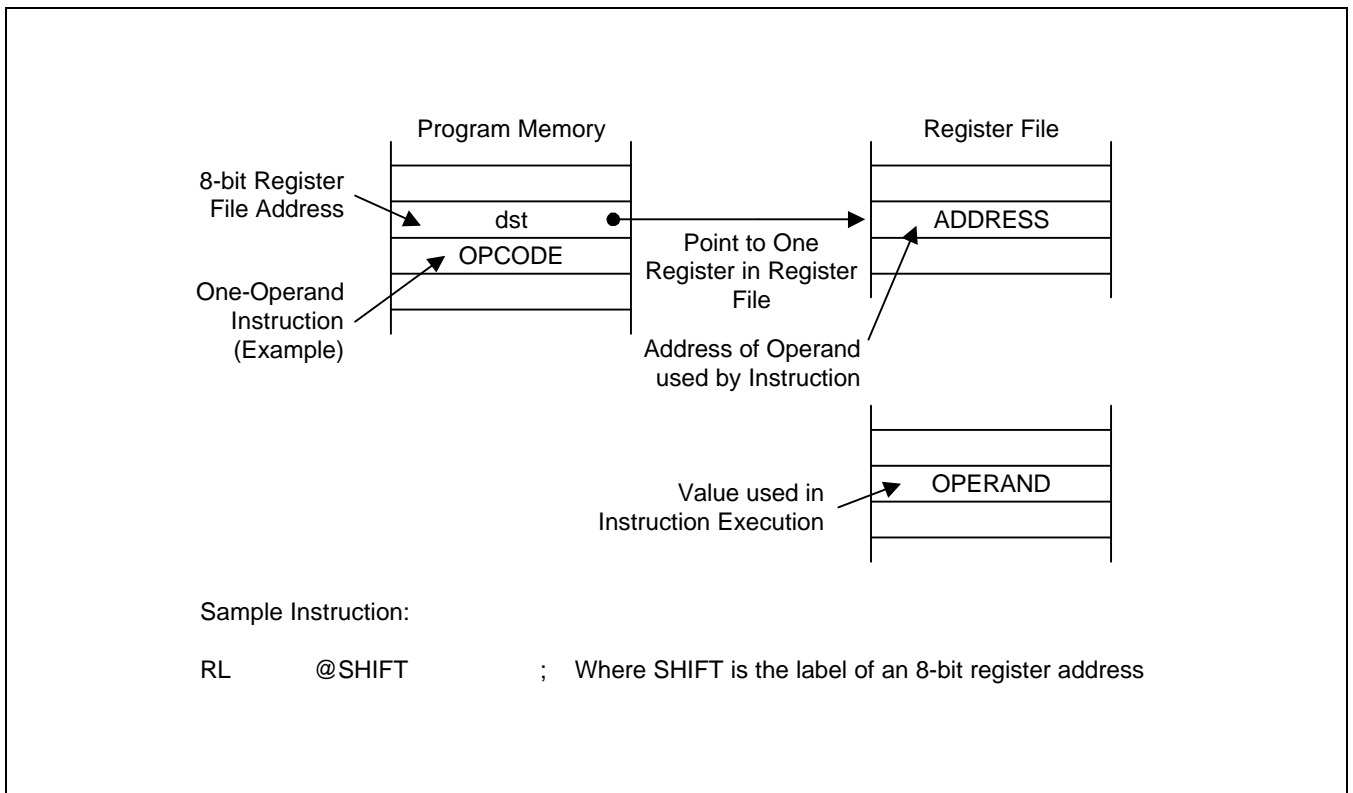 Program Memory
Register File
8-bit Register
File Address
dst
ADDRESS
OPCODE
Point to One
Register in Register
File
One-Operand
Instruction
(Example)
Address of Operand
used by Instruction
OPERAND
Value used in
Instruction Execution
Sample Instruction:
RL @SHIFT ; Where SHIFT is the label of an 8-bit register address